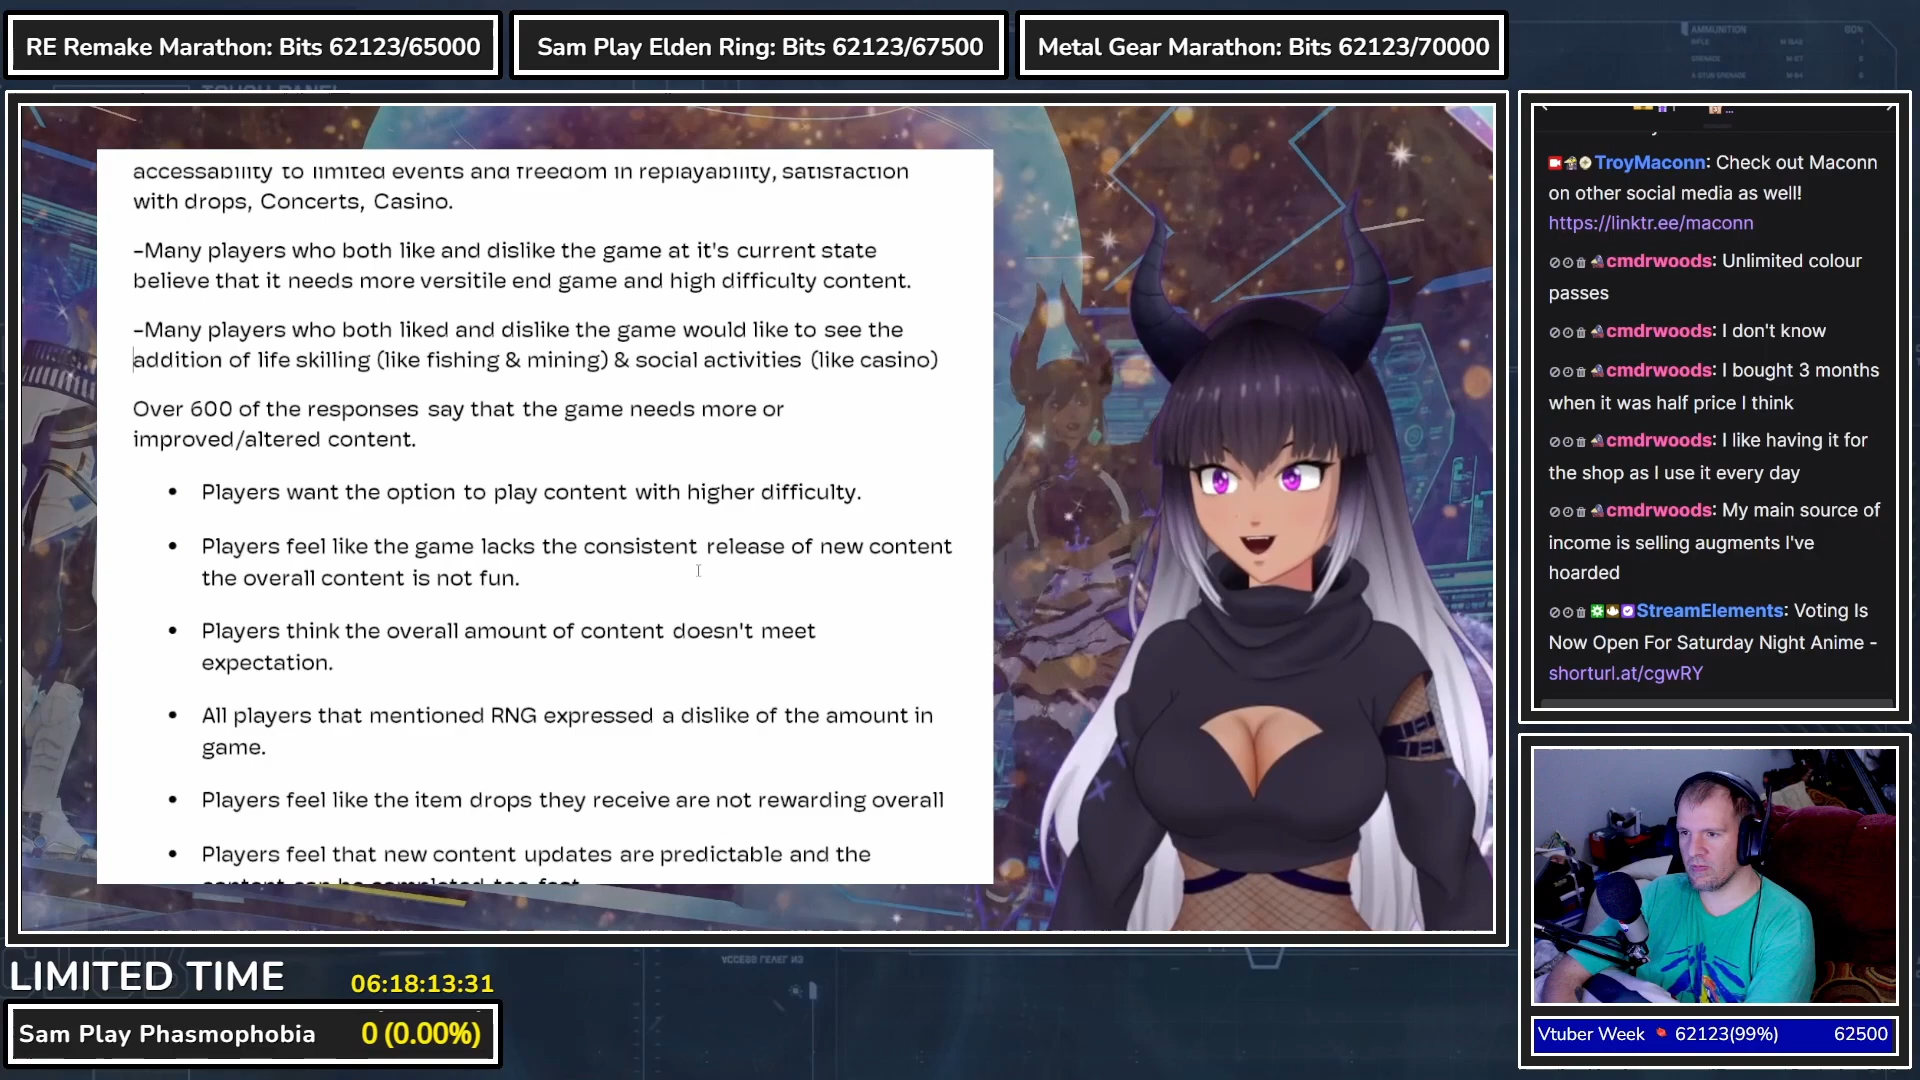 RE Remake Marathon: Bits 62123/65000
Sam Play Elden Ring: Bits 62123/67500
Metal Gear Marathon: Bits 62123/70000
AMMUNITION
accessability to limited events and freedom in replayability, satisfaction
with drops, Concerts, Casino.
-Many players who both like and dislike the game at it's current state
believe that it needs more versitile end game and high difficulty content.
-Many players who both liked and dislike the game would like to see the
addition of life skilling (like fishing & mining) & social activities (like casino)
Over 600 of the responses say that the game needs more or
improved/altered content.
• Players want the option to play content with higher difficulty.
• Players feel like the game lacks the consistent release of new content
the overall content is not fun.
• Players think the overall amount of content doesn't meet
expectation.
• All players that mentioned RNG expressed a dislike of the amount in
game.
• Players feel like the item drops they receive are not rewarding overall
• Players feel that new content updates are predictable and the
content can be completed too fast
TroyMaconn: Check out Maconn
on other social media as well!
https://linktr.ee/maconn
cmdrwoods: Unlimited colour
passes
cmdrwoods: I don't know
cmdrwoods: I bought 3 months
when it was half price I think
cmdrwoods: I like having it for
the shop as I use it every day
cmdrwoods: My main source of
income is selling augments I've
hoarded
StreamElements: Voting Is
Now Open For Saturday Night Anime -
shorturl.at/cgwRY
LIMITED TIME 06:18:13:31
Sam Play Phasmophobia 0 (0.00%)
Vtuber Week 62123(99%) 62500